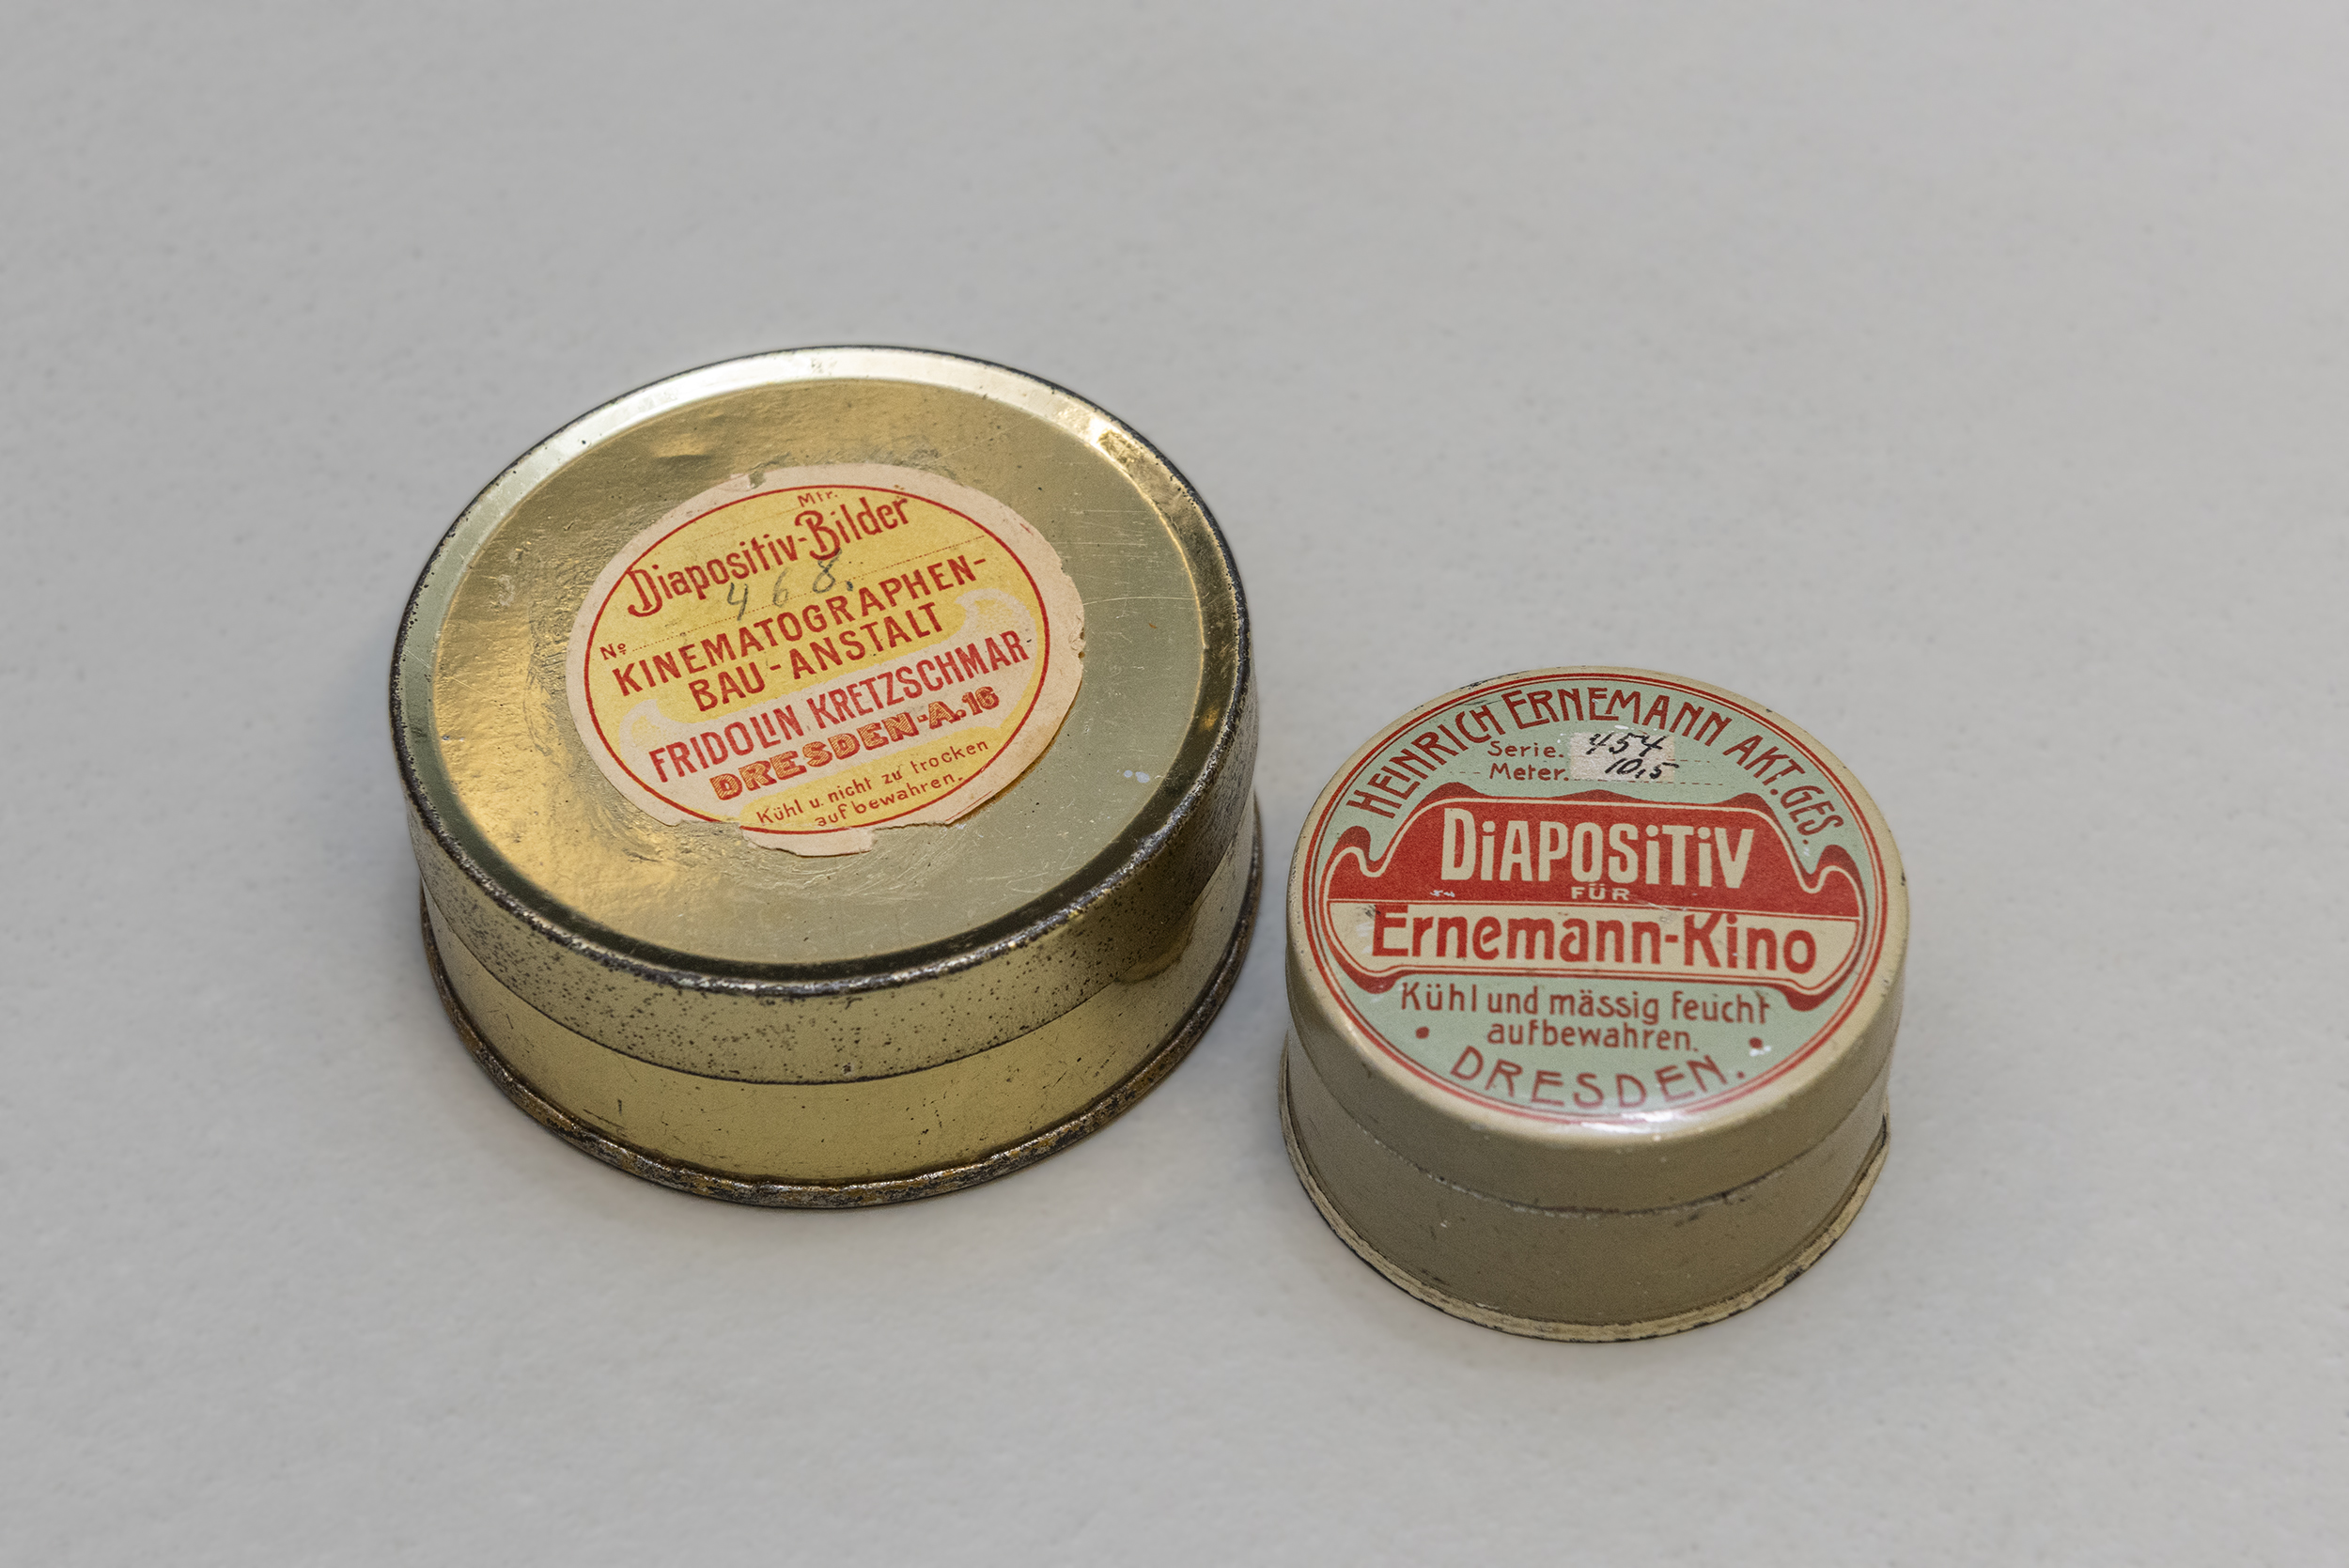 Mtr.
Diapositiv-Bilder
468.
No
KINEMATOGRAPHEN-
BAU-ANSTALT
FRIDOLIN KRETZSCHMAR
DRESDEN-A.16
Kühl u. nicht zu trocken
aufbewahren.
HEINRICH ERNEMANN AKT.GES.
Serie. 454
Meter. 10,5
DiAPOSiTiV
FÜR
Ernemann-Kino
Kühl und mässig feucht
aufbewahren.
• DRESDEN. •